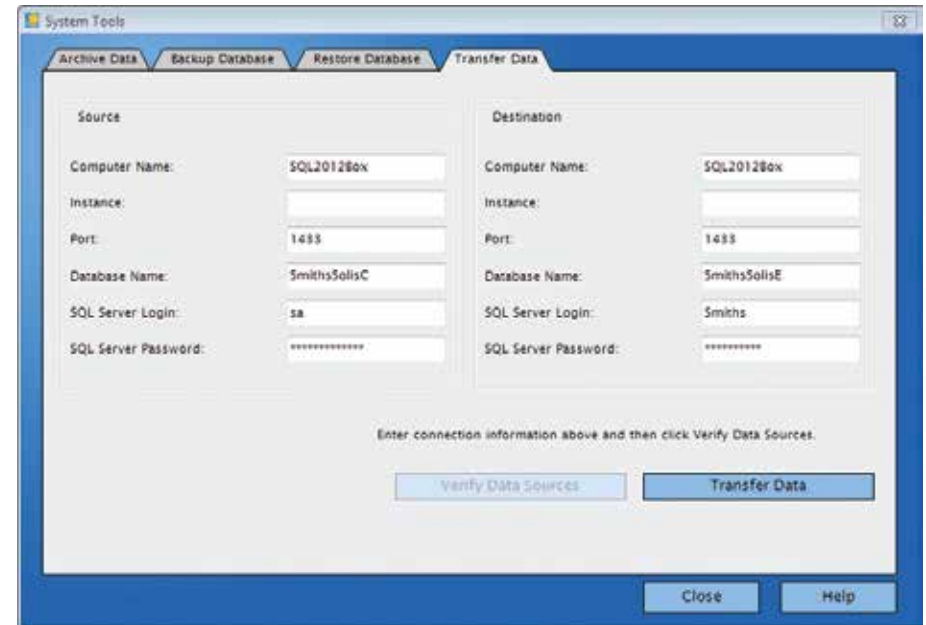 System Tools
Archive Data Backup Database Restore Database Transfer Data
Source Destination
Computer Name: SQL2012Box Computer Name: SQL2012Box
Instance: Instance:
Port: 1433 Port: 1433
Database Name: SmithsSolisC Database Name: SmithsSolisE
SQL Server Login: sa SQL Server Login: Smiths
SQL Server Password: ************* SQL Server Password: **********
Enter connection information above and then click Verify Data Sources.
Verify Data Sources Transfer Data
Close Help